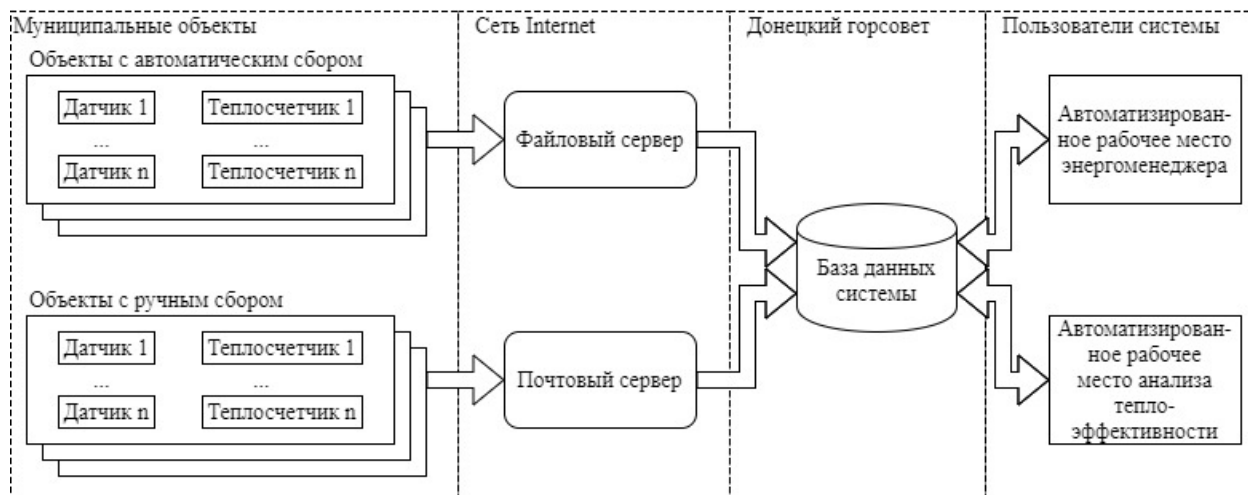 Муниципальные объекты
Сеть Internet
Донецкий горсовет
Пользователи системы
Объекты с автоматическим сбором
Датчик 1
Теплосчетчик 1
...
...
Датчик n
Теплосчетчик n
Файловый сервер
Автоматизирован-
ное рабочее место
энергоменеджера
База данных
системы
Объекты с ручным сбором
Датчик 1
Теплосчетчик 1
...
...
Датчик n
Теплосчетчик n
Почтовый сервер
Автоматизирован-
ное рабочее
место анализа
тепло-
эффективности